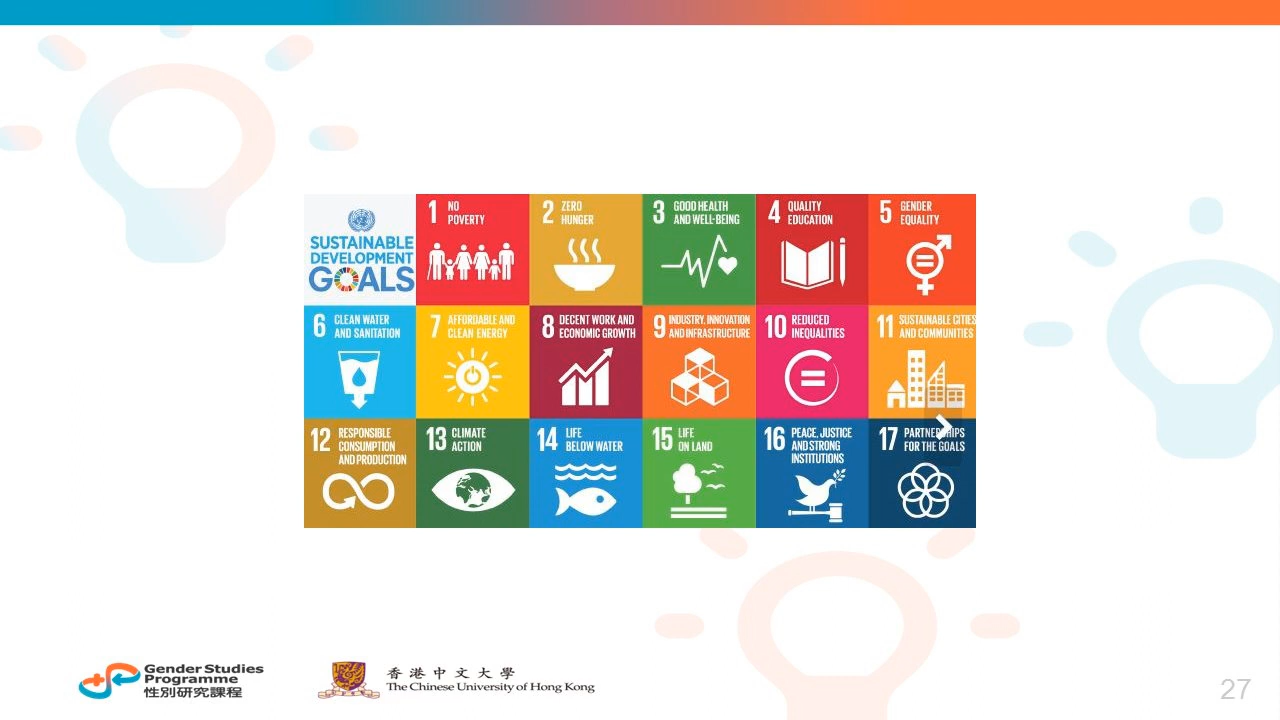 SUSTAINABLE
DEVELOPMENT
GOALS
1 NO
POVERTY
2 ZERO
HUNGER
3 GOOD HEALTH
AND WELL-BEING
4 QUALITY
EDUCATION
5 GENDER
EQUALITY
6 CLEAN WATER
AND SANITATION
7 AFFORDABLE AND
CLEAN ENERGY
8 DECENT WORK AND
ECONOMIC GROWTH
9 INDUSTRY, INNOVATION
AND INFRASTRUCTURE
10 REDUCED
INEQUALITIES
11 SUSTAINABLE CITIES
AND COMMUNITIES
12 RESPONSIBLE
CONSUMPTION
AND PRODUCTION
13 CLIMATE
ACTION
14 LIFE
BELOW WATER
15 LIFE
ON LAND
16 PEACE, JUSTICE
AND STRONG
INSTITUTIONS
17 PARTNERSHIPS
FOR THE GOALS
Gender Studies
Programme
性別研究課程
香港中文大學
The Chinese University of Hong Kong
27